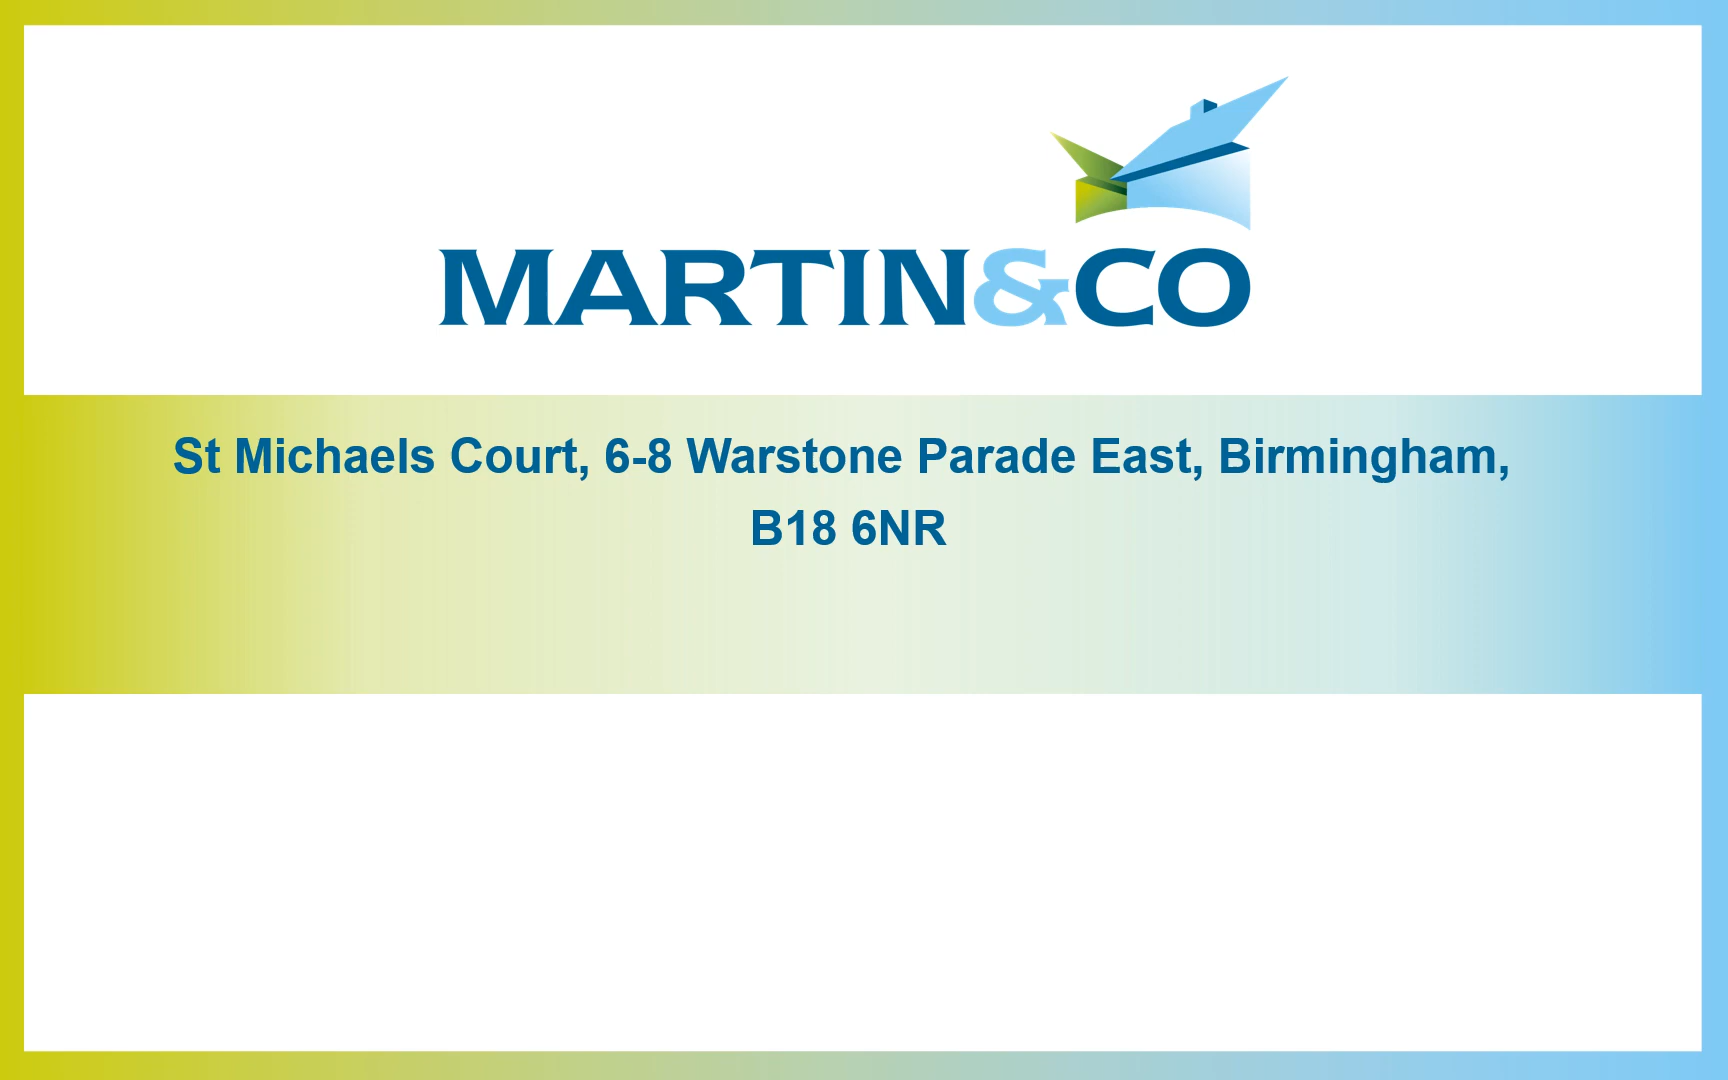 MARTIN&CO
St Michaels Court, 6-8 Warstone Parade East, Birmingham,
B18 6NR